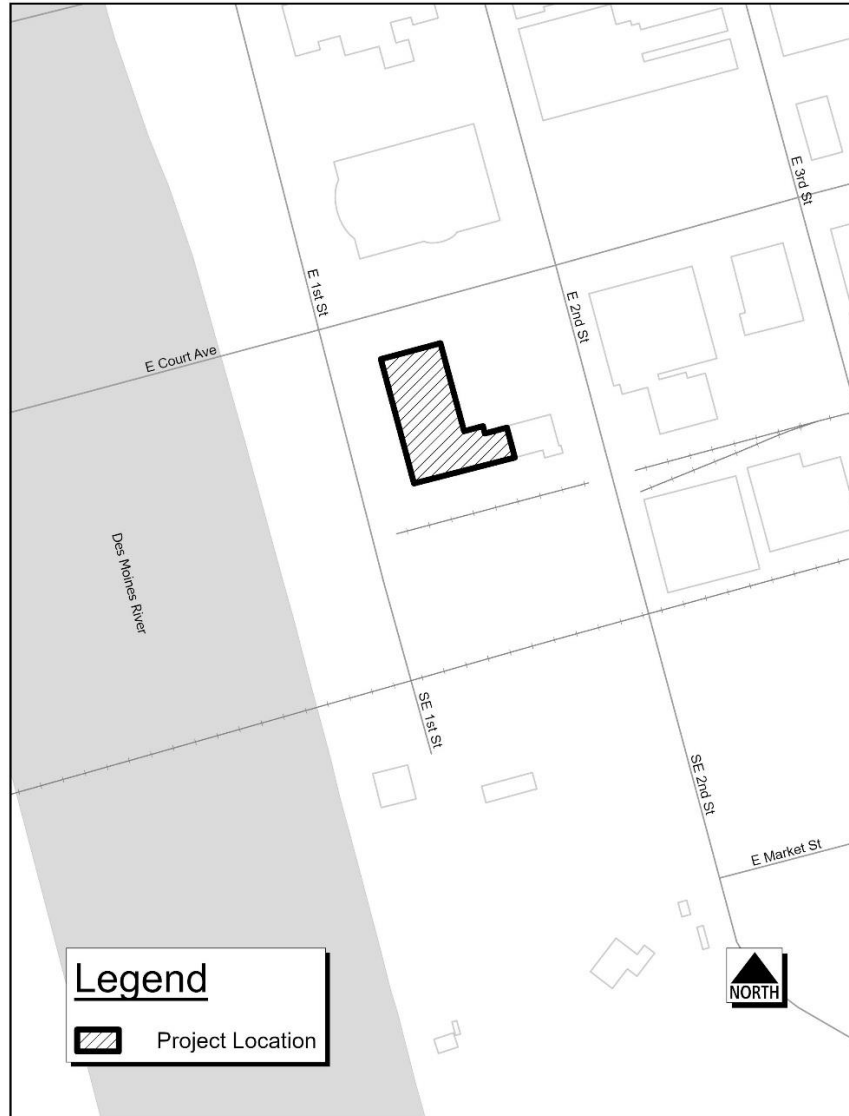 E 3rd St
E 1st St
E 2nd St
E Court Ave
Des Moines River
SE 1st St
SE 2nd St
E Market St
Legend
Project Location
NORTH